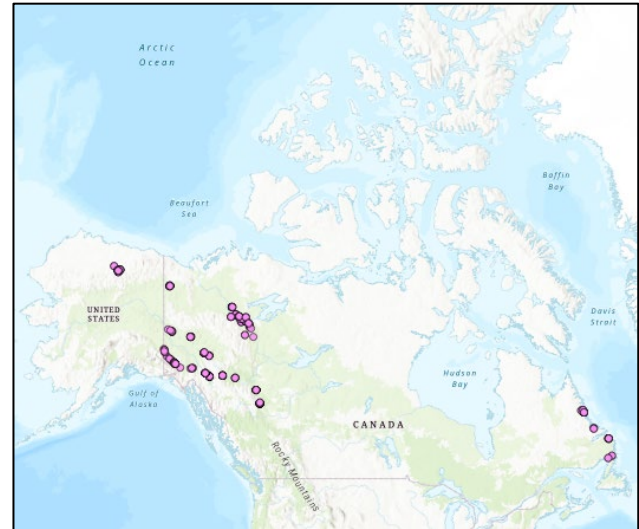 Arctic
Ocean
Baffin
Bay
Beaufort
Sea
UNITED
STATES
Davis
Strait
Hudson
Bay
Gulf of
Alaska
CANADA
Rocky Mountains